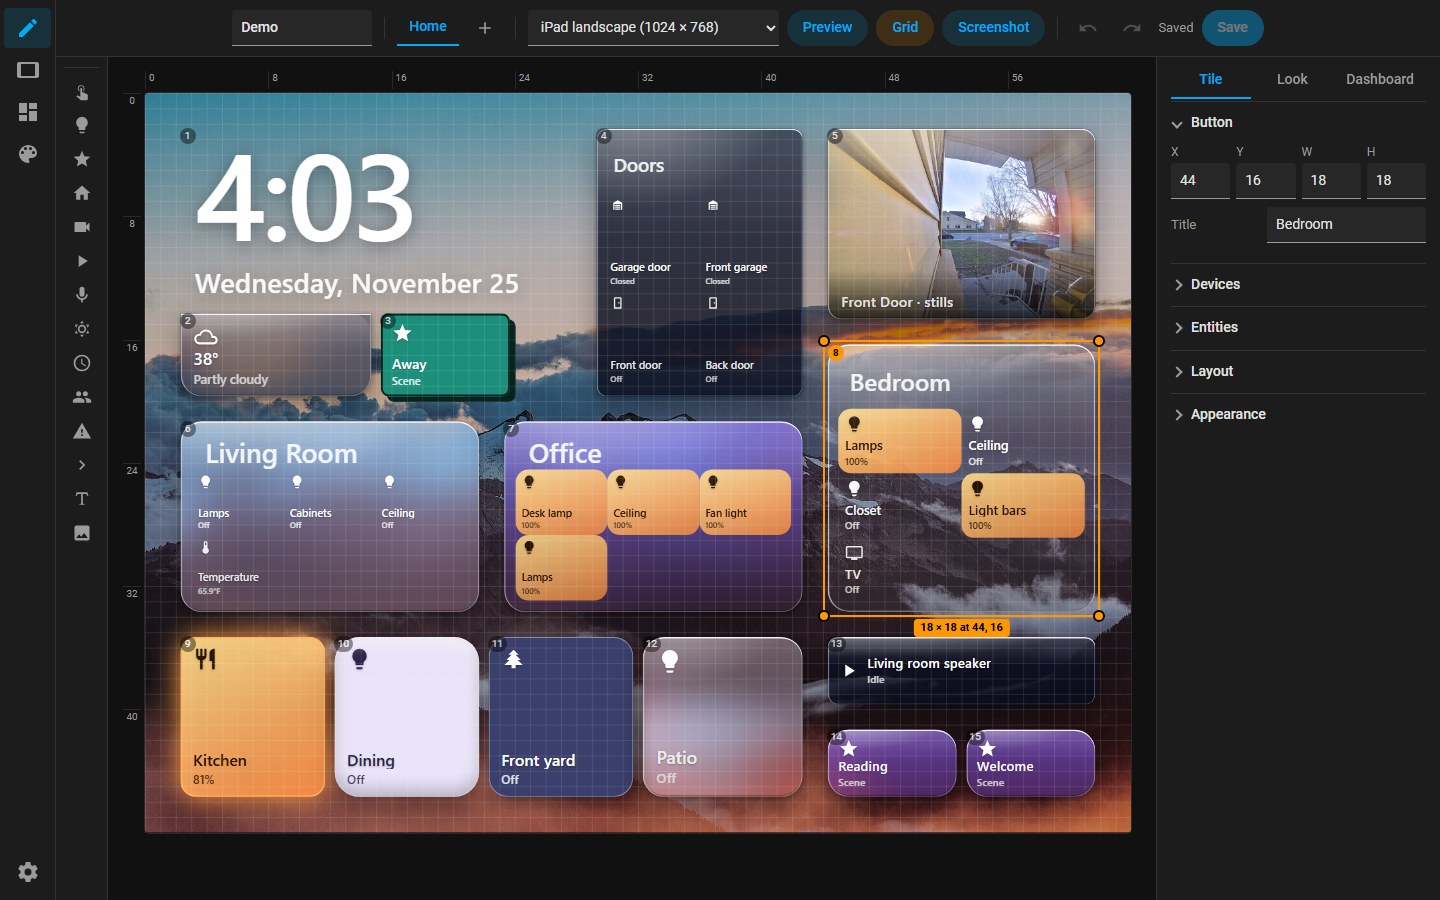 Demo
Home
iPad landscape (1024 × 768)
Preview
Grid
Screenshot
Saved
Save
0 8 16 24 32 40 48 56
0
8
16
24
32
40
1
4:03
Wednesday, November 25
2
38°
Partly cloudy
3
Away
Scene
4
Doors
Garage door
Closed
Front garage
Closed
Front door
Off
Back door
Off
5
Front Door · stills
6
Living Room
Lamps
Off
Cabinets
Off
Ceiling
Off
Temperature
65.9°F
7
Office
Desk lamp
100%
Ceiling
100%
Fan light
100%
Lamps
100%
8
Bedroom
Lamps
100%
Ceiling
Off
Closet
Off
Light bars
100%
TV
Off
18 × 18 at 44, 16
9
Kitchen
81%
10
Dining
Off
11
Front yard
Off
12
Patio
Off
13
Living room speaker
Idle
14
Reading
Scene
15
Welcome
Scene
Tile
Look
Dashboard
Button
X Y W H
44 16 18 18
Title
Bedroom
Devices
Entities
Layout
Appearance